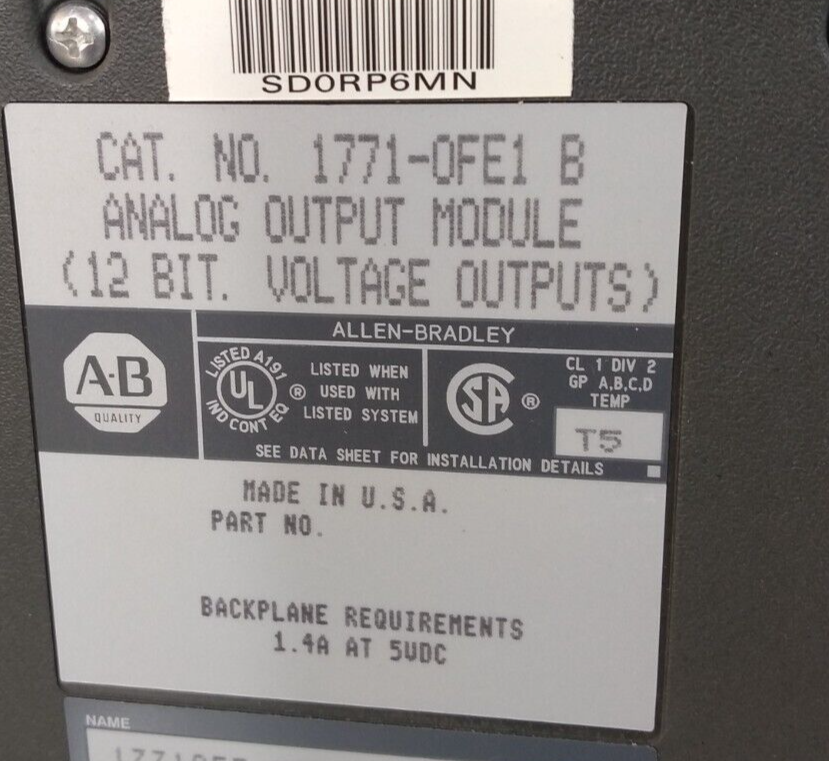 SD0RP6MN
CAT. NO. 1771-OFE1 B
ANALOG OUTPUT MODULE
(12 BIT. VOLTAGE OUTPUTS)
ALLEN-BRADLEY
A-B
QUALITY
LISTED A191
UL
IND CONT EQ
®
LISTED WHEN
USED WITH
LISTED SYSTEM
SA
®
CL 1 DIV 2
GP A,B,C,D
TEMP
T5
SEE DATA SHEET FOR INSTALLATION DETAILS
MADE IN U.S.A.
PART NO.
BACKPLANE REQUIREMENTS
1.4A AT 5VDC
NAME